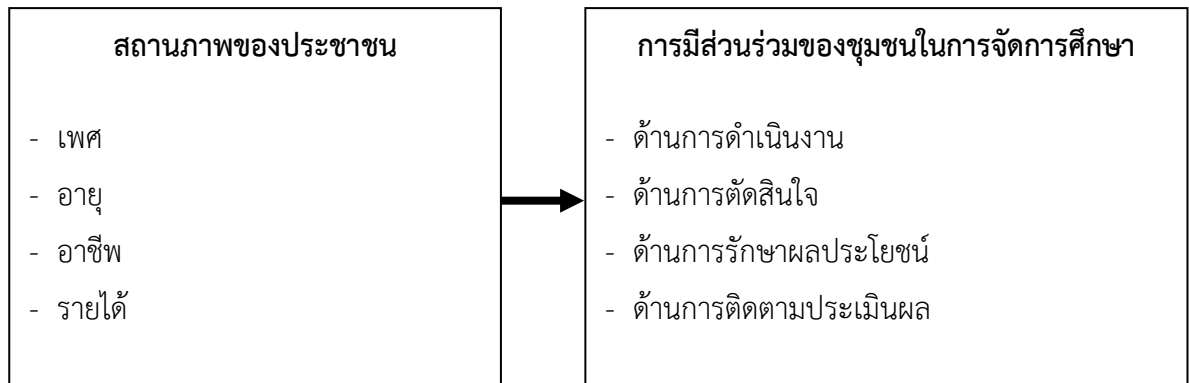 สถานภาพของประชาชน
- เพศ
- อายุ
- อาชีพ
- รายได้
การมีส่วนร่วมของชุมชนในการจัดการศึกษา
- ด้านการดำเนินงาน
- ด้านการตัดสินใจ
- ด้านการรักษาผลประโยชน์
- ด้านการติดตามประเมินผล